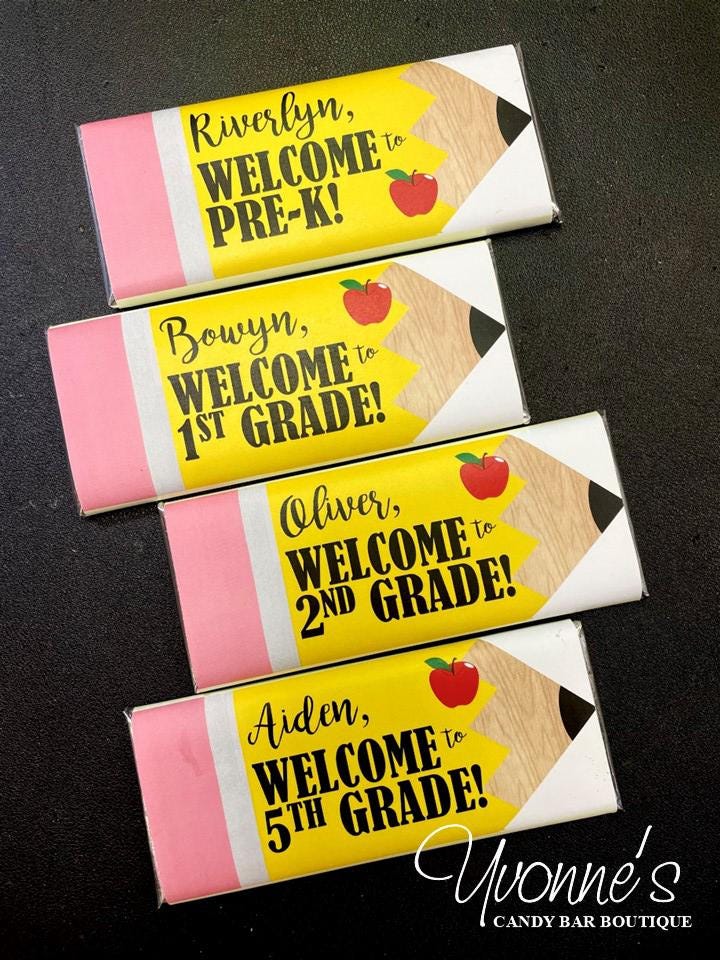 Riverlyn,
WELCOME to
PRE-K!
Bowyn,
WELCOME to
1ST GRADE!
Oliver,
WELCOME to
2ND GRADE!
Aiden,
WELCOME to
5TH GRADE!
Yvonne's
CANDY BAR BOUTIQUE